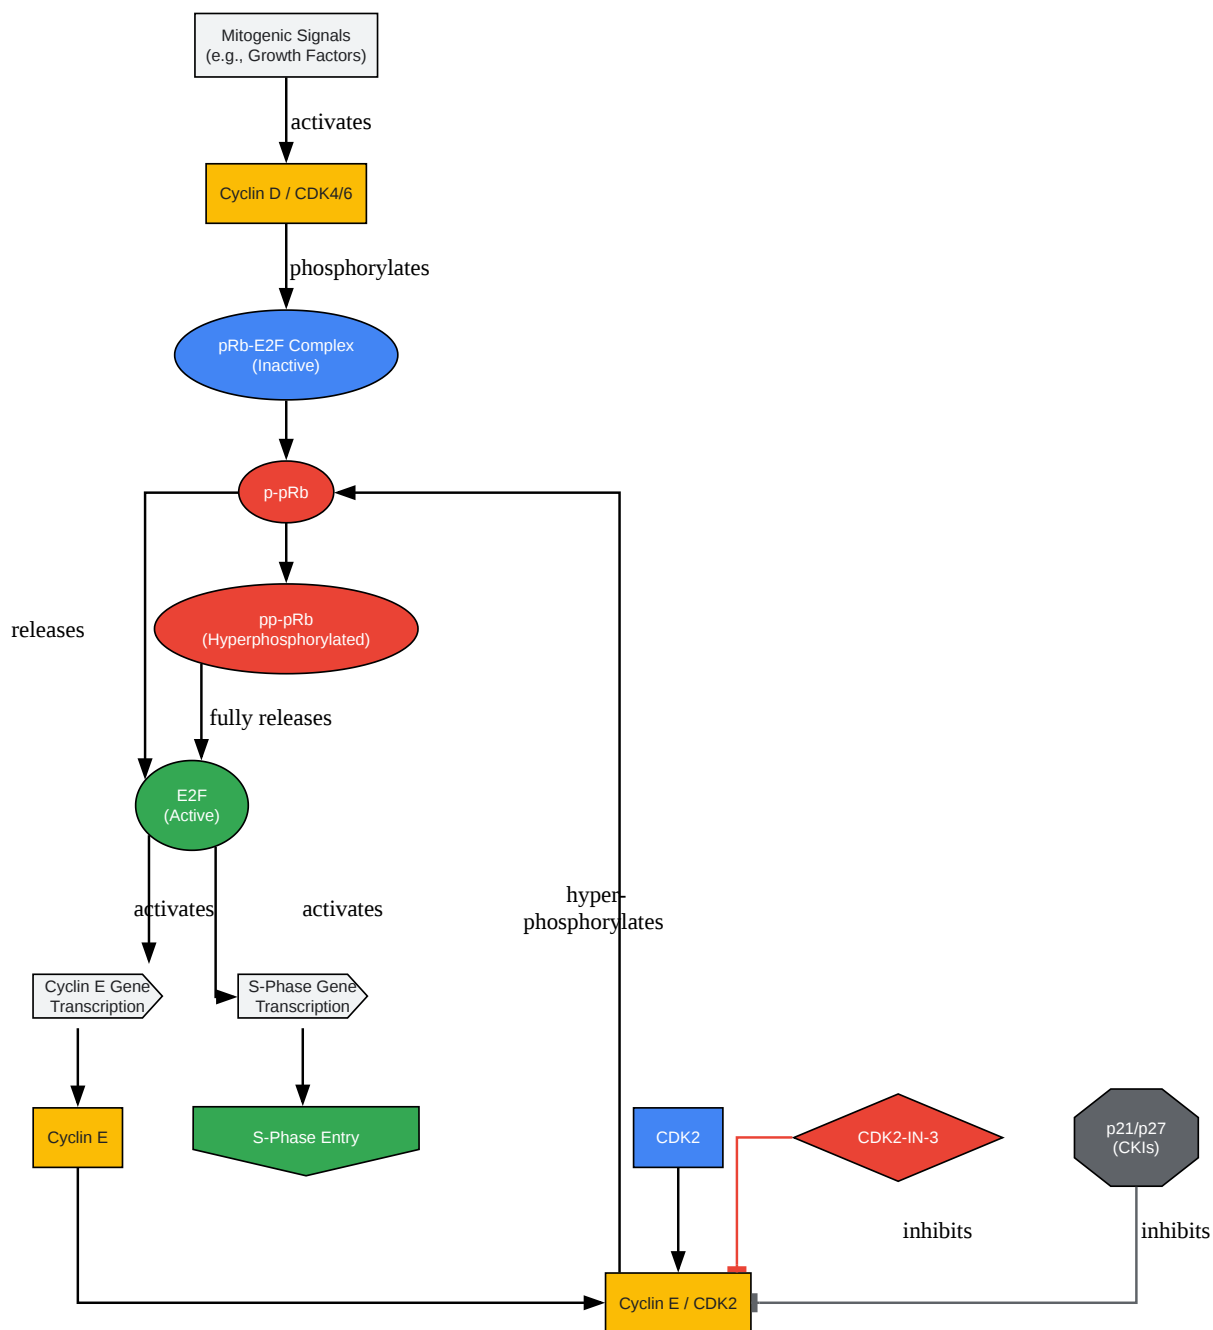 Mitogenic Signals
(e.g., Growth Factors)
activates
Cyclin D / CDK4/6
phosphorylates
pRb-E2F Complex
(Inactive)
p-pRb
pp-pRb
(Hyperphosphorylated)
releases
fully releases
E2F
(Active)
hyper-
phosphorylates
activates
activates
Cyclin E Gene
Transcription
S-Phase Gene
Transcription
Cyclin E
S-Phase Entry
CDK2
CDK2-IN-3
p21/p27
(CKIs)
inhibits
inhibits
Cyclin E / CDK2